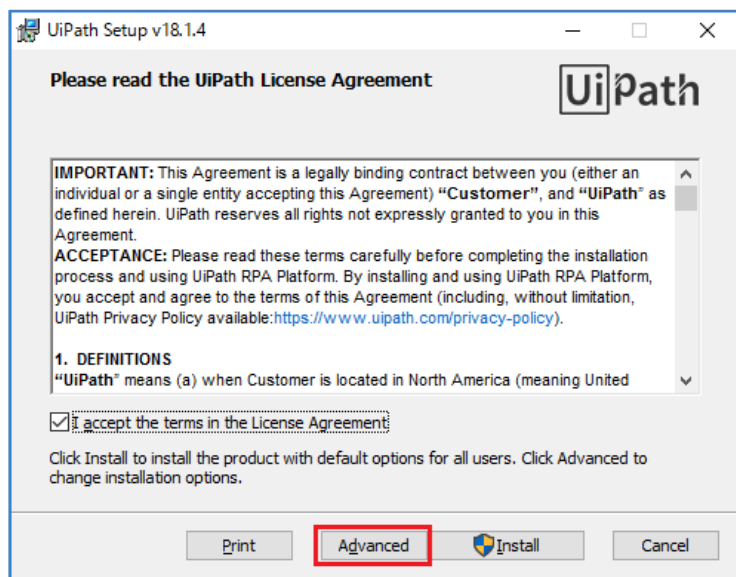 UiPath Setup v18.1.4
Please read the UiPath License Agreement
UiPath
IMPORTANT: This Agreement is a legally binding contract between you (either an
individual or a single entity accepting this Agreement) “Customer”, and “UiPath” as
defined herein. UiPath reserves all rights not expressly granted to you in this
Agreement.
ACCEPTANCE: Please read these terms carefully before completing the installation
process and using UiPath RPA Platform. By installing and using UiPath RPA Platform,
you accept and agree to the terms of this Agreement (including, without limitation,
UiPath Privacy Policy available:https://www.uipath.com/privacy-policy).
1. DEFINITIONS
“UiPath” means (a) when Customer is located in North America (meaning United
I accept the terms in the License Agreement
Click Install to install the product with default options for all users. Click Advanced to
change installation options.
Print Advanced Install Cancel